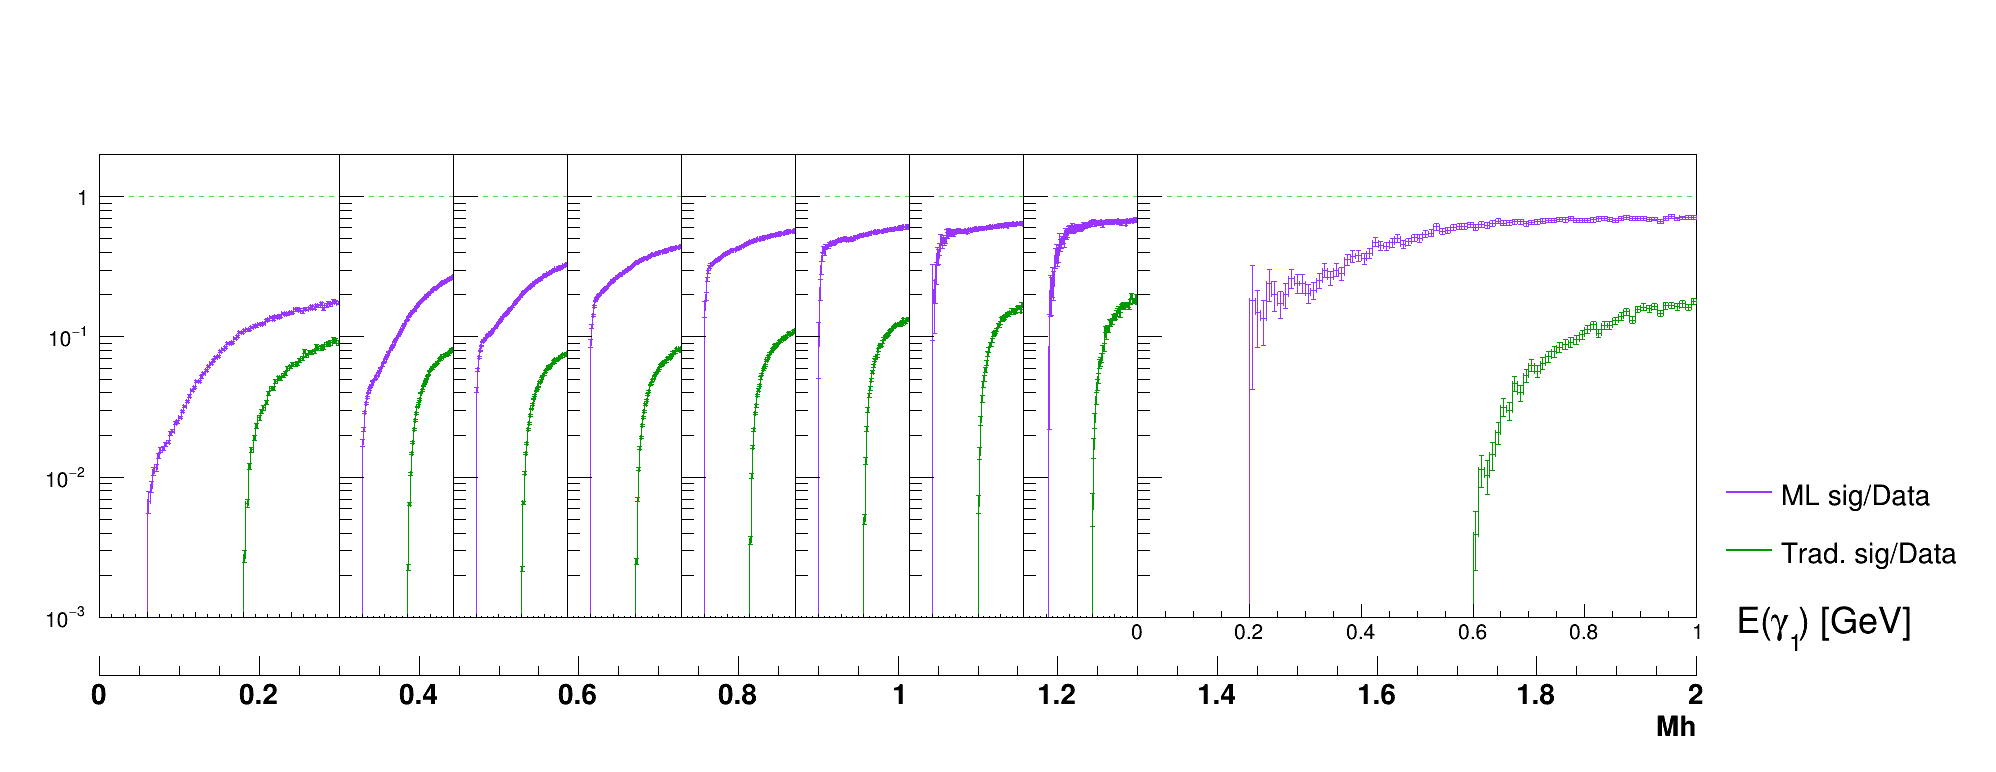 1
10⁻¹
10⁻²
10⁻³
0 0.2 0.4 0.6 0.8 1
ML sig/Data
Trad. sig/Data
E(γ₁) [GeV]
0 0.2 0.4 0.6 0.8 1 1.2 1.4 1.6 1.8 2
Mh